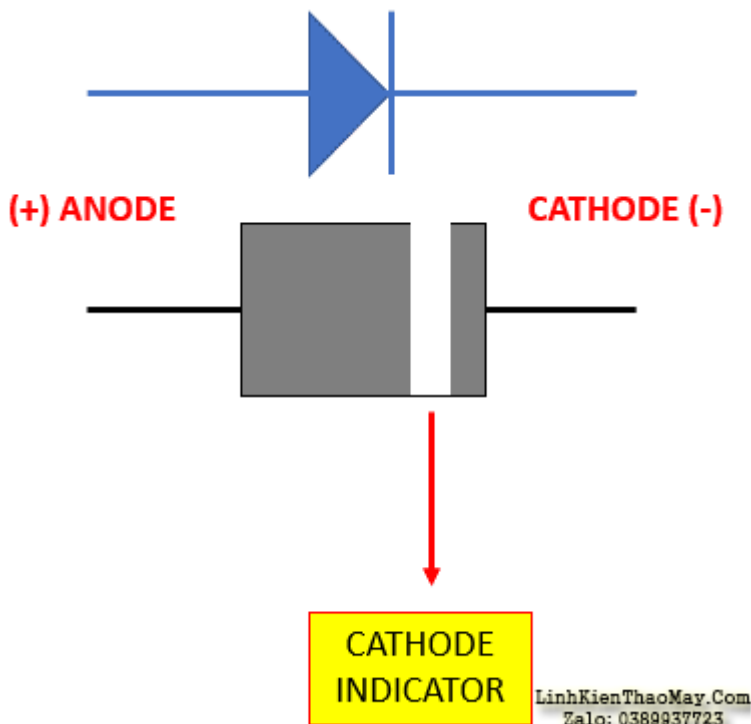 (+) ANODE
CATHODE (-)
CATHODE
INDICATOR
LinhKienThaoMay.Com
Zalo: 0389937723